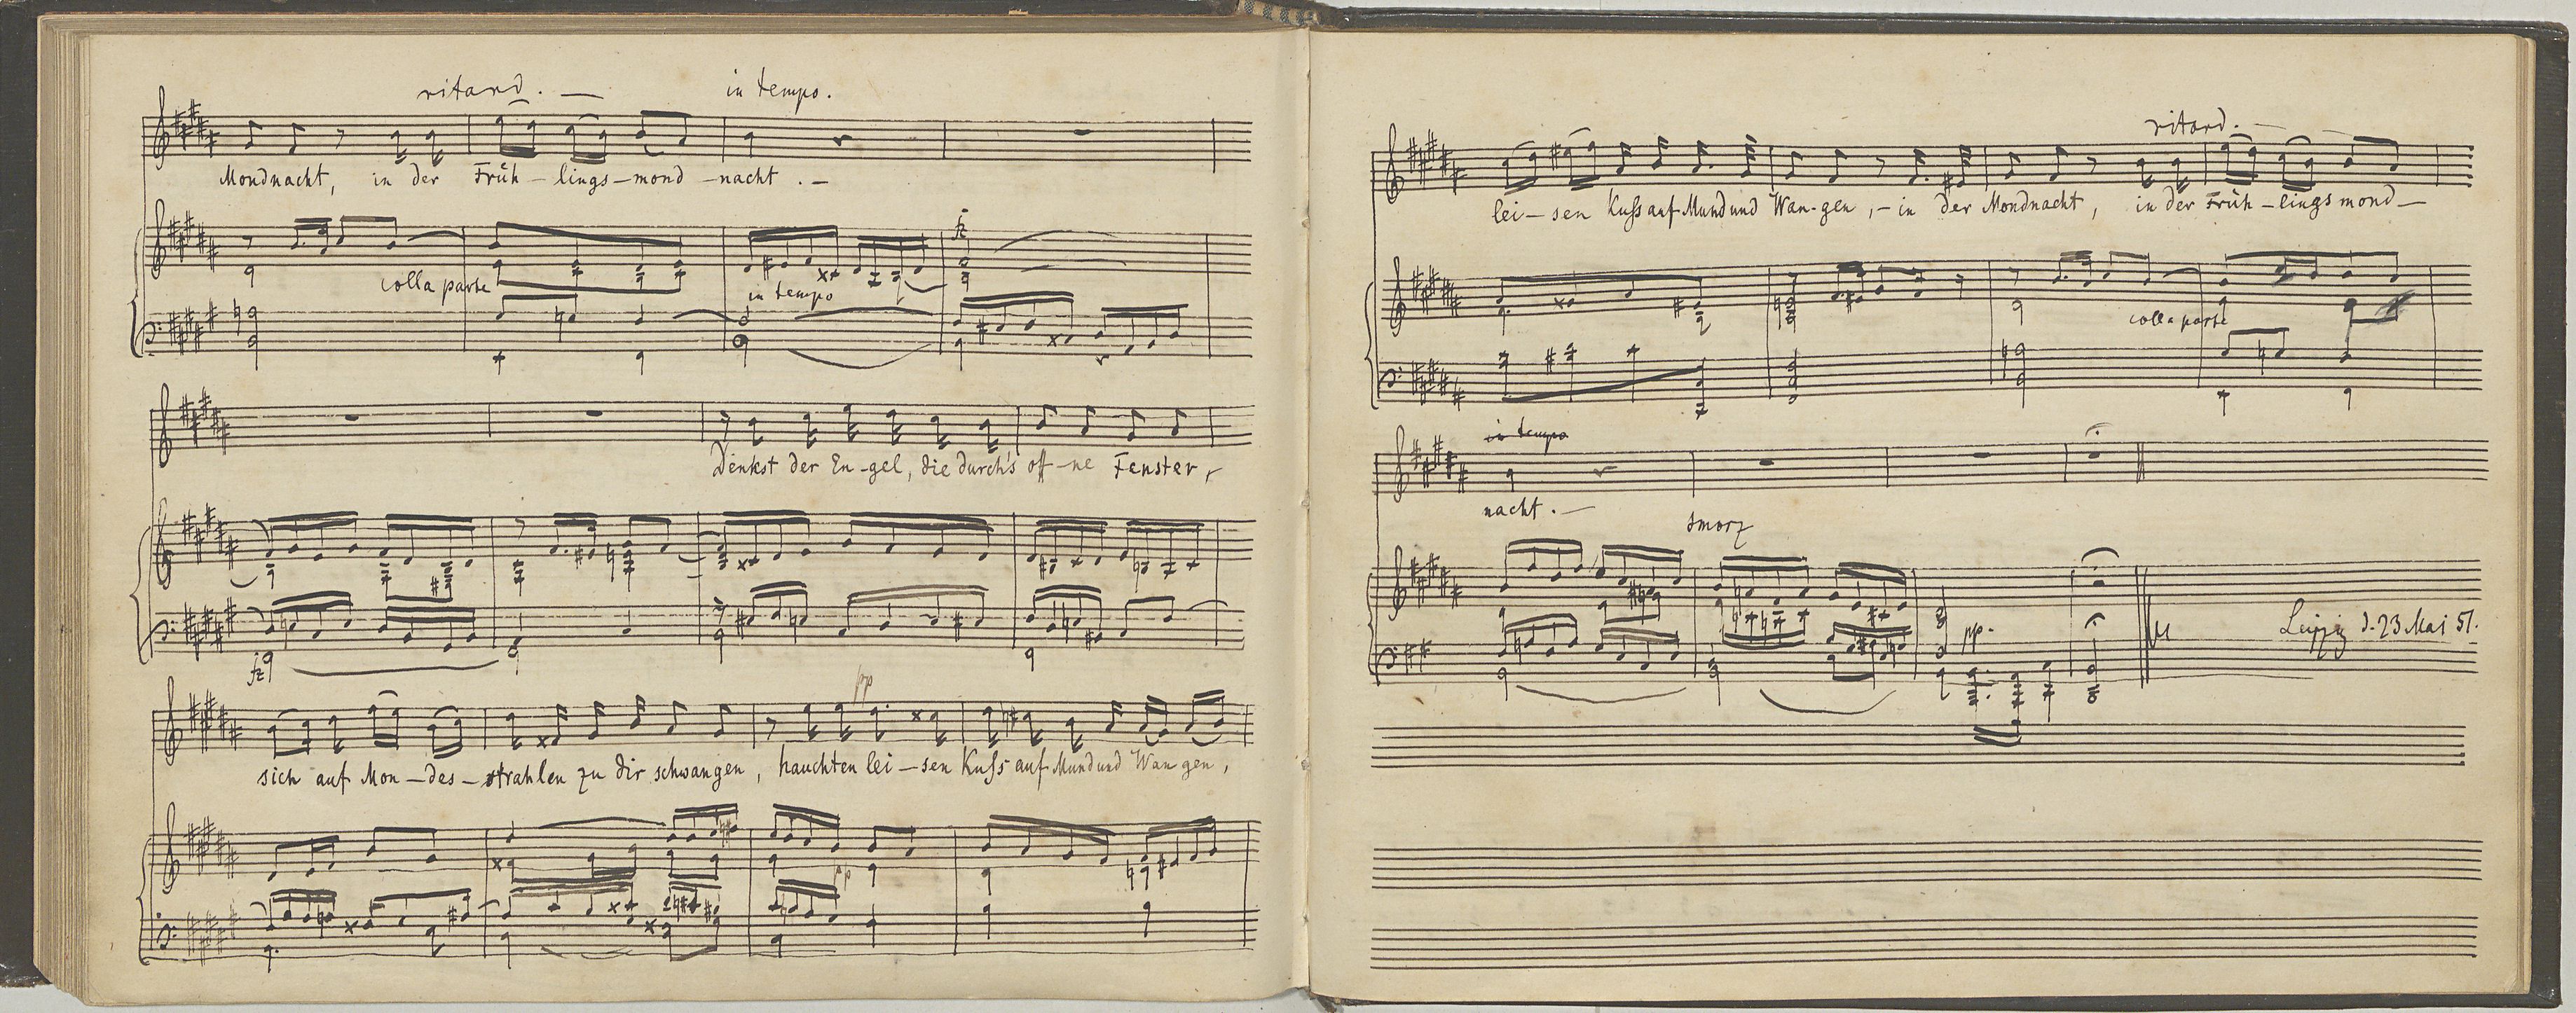 ritard. — in tempo.
Mondnacht, in der Früh - lings - mond - nacht. -
colla parte
in tempo
fz
Denkst der En - gel, die durch's off - ne Fenster,
fz
pp
sich auf Mon - des - strahlen zu dir schwangen, hauchten lei - sen Kuſs auf Mund und Wangen,
pp
ritard. -
lei - sen Kuſs auf Mund und Wan - gen, - in der Mondnacht, in der Früh - lings mond -
colla parte
in tempo
nacht. -
smorz
pp.
Leipzig d. 23 Mai 51.